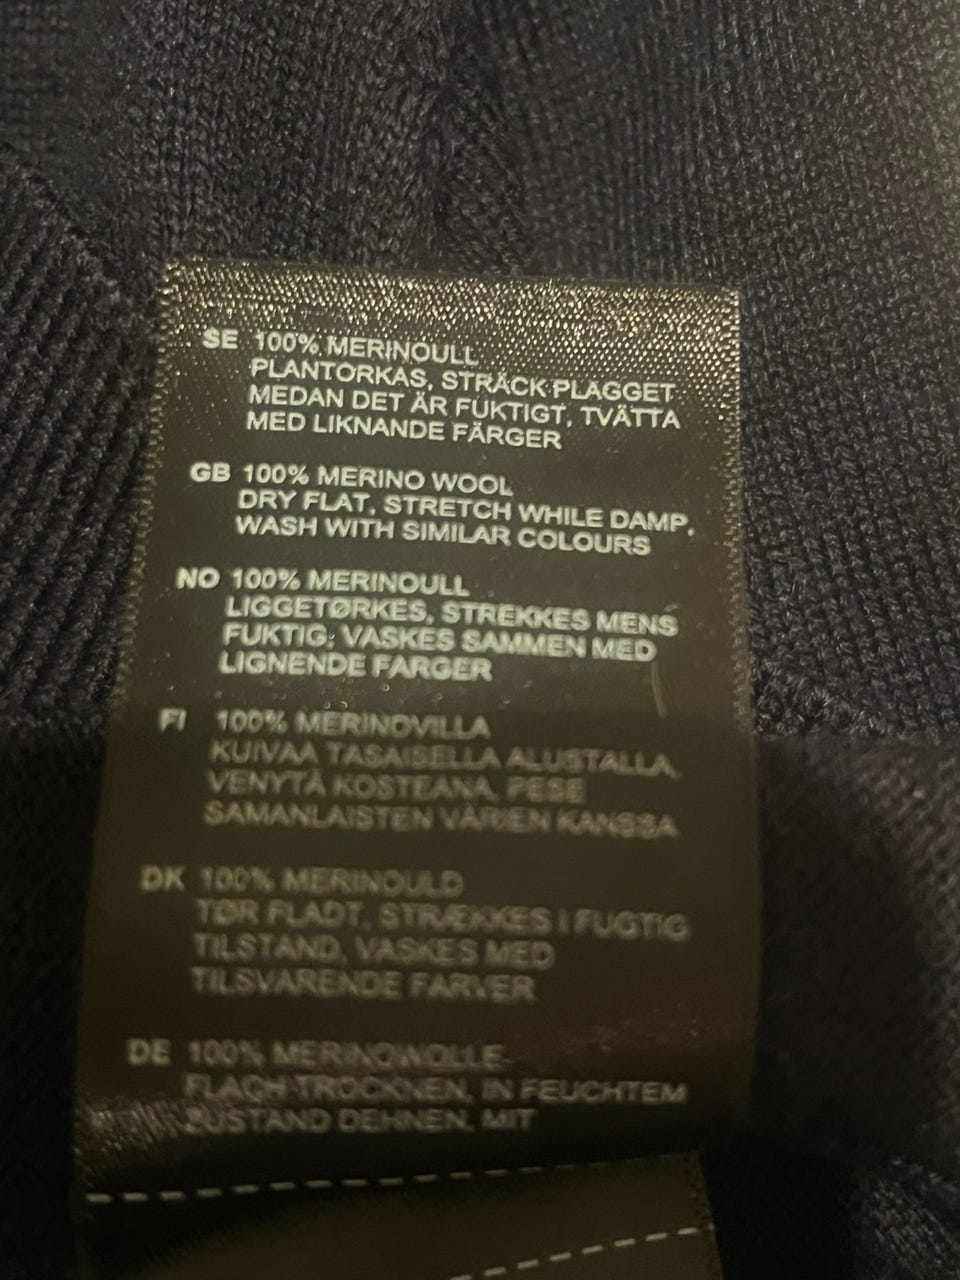 SE 100% MERINOULL
PLANTORKAS, STRÄCK PLAGGET
MEDAN DET ÄR FUKTIGT, TVÄTTA
MED LIKNANDE FÄRGER
GB 100% MERINO WOOL
DRY FLAT, STRETCH WHILE DAMP,
WASH WITH SIMILAR COLOURS
NO 100% MERINOULL
LIGGETØRKES, STREKKES MENS
FUKTIG, VASKES SAMMEN MED
LIGNENDE FARGER
FI 100% MERINOVILLA
KUIVAA TASAISELLA ALUSTALLA,
VENYTÄ KOSTEANA, PESE
SAMANLAISTEN VÄRIEN KANSSA
DK 100% MERINOULD
TØR FLADT, STRÆKKES I FUGTIG
TILSTAND, VASKES MED
TILSVARENDE FARVER
DE 100% MERINOWOLLE
FLACH TROCKNEN, IN FEUCHTEM
ZUSTAND DEHNEN, MIT